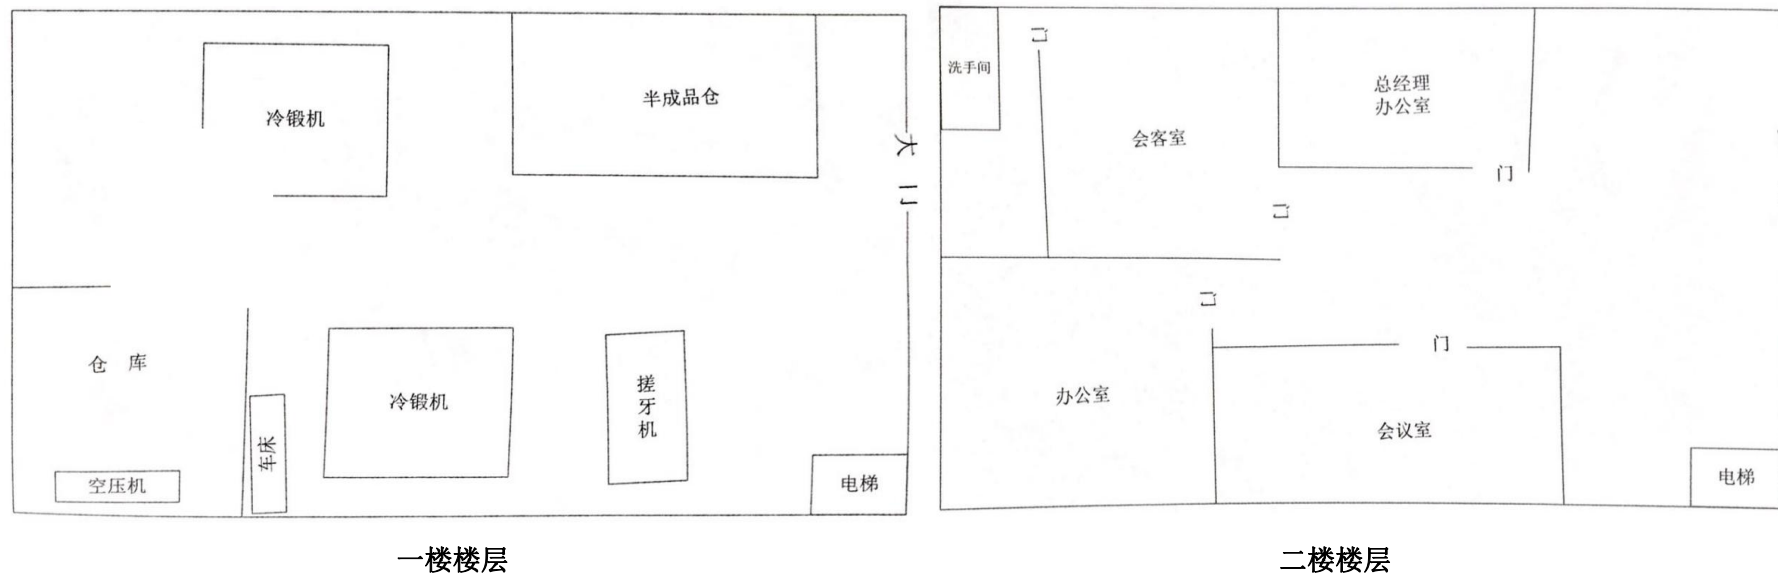 冷锻机
半成品仓
大门
仓 库
冷锻机
搓牙机
车床
空压机
电梯
一楼楼层
洗手间
门
会客室
总经理
办公室
门
门
门
门
办公室
会议室
电梯
二楼楼层